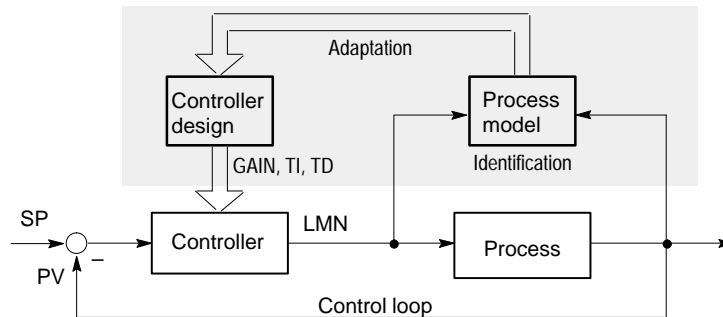 Adaptation
Controller
design
Process
model
GAIN, TI, TD
Identification
SP
Controller
LMN
Process
PV
–
Control loop